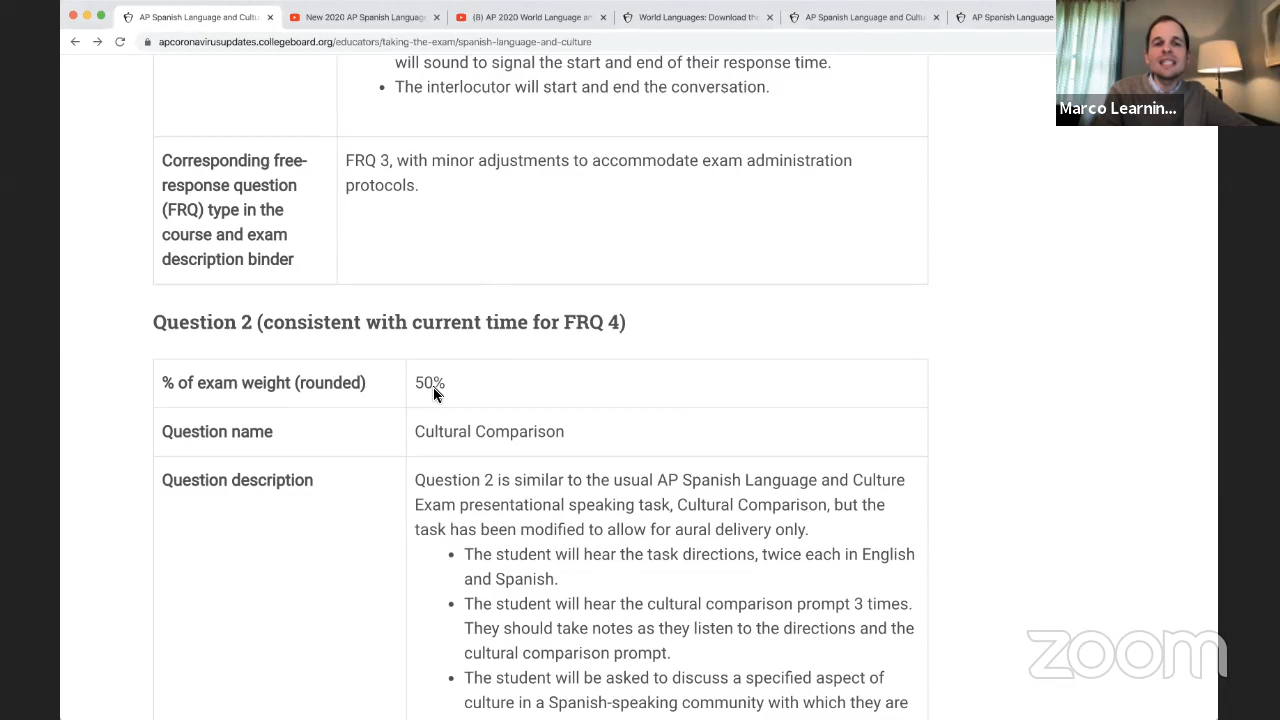 AP Spanish Language and Cultu
New 2020 AP Spanish Languag
(8) AP 2020 World Language an
World Languages: Download th
AP Spanish Language and Cultu
AP Spanish Language
apcoronavirusupdates.collegeboard.org/educators/taking-the-exam/spanish-language-and-culture
Marco Learnin...
will sound to signal the start and end of their response time.
• The interlocutor will start and end the conversation.
Corresponding free-
response question
(FRQ) type in the
course and exam
description binder
FRQ 3, with minor adjustments to accommodate exam administration
protocols.
Question 2 (consistent with current time for FRQ 4)
% of exam weight (rounded)
50%
Question name
Cultural Comparison
Question description
Question 2 is similar to the usual AP Spanish Language and Culture
Exam presentational speaking task, Cultural Comparison, but the
task has been modified to allow for aural delivery only.
• The student will hear the task directions, twice each in English
and Spanish.
• The student will hear the cultural comparison prompt 3 times.
They should take notes as they listen to the directions and the
cultural comparison prompt.
• The student will be asked to discuss a specified aspect of
culture in a Spanish-speaking community with which they are
zoom